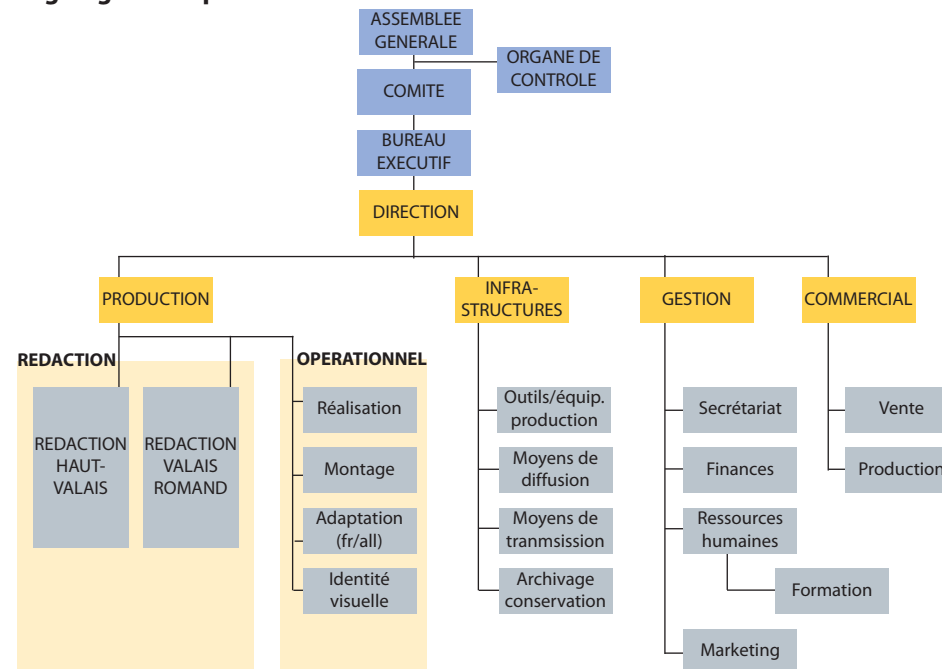 ASSEMBLEE
GENERALE
ORGANE DE
CONTROLE
COMITE
BUREAU
EXECUTIF
DIRECTION
PRODUCTION
INFRA-
STRUCTURES
GESTION
COMMERCIAL
REDACTION
OPERATIONNEL
REDACTION
HAUT-
VALAIS
REDACTION
VALAIS
ROMAND
Réalisation
Montage
Adaptation
(fr/all)
Identité
visuelle
Outils/équip.
production
Moyens de
diffusion
Moyens de
tranmsission
Archivage
conservation
Secrétariat
Finances
Ressources
humaines
Formation
Marketing
Vente
Production